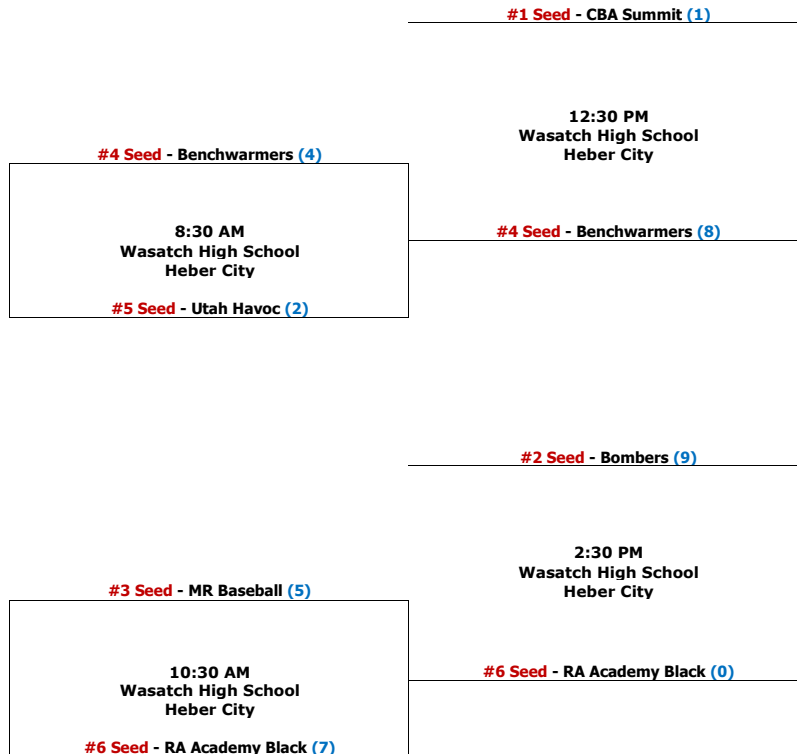 #1 Seed - CBA Summit (1)
12:30 PM
Wasatch High School
Heber City
#4 Seed - Benchwarmers (4)
8:30 AM
Wasatch High School
Heber City
#4 Seed - Benchwarmers (8)
#5 Seed - Utah Havoc (2)
#2 Seed - Bombers (9)
2:30 PM
Wasatch High School
Heber City
#3 Seed - MR Baseball (5)
10:30 AM
Wasatch High School
Heber City
#6 Seed - RA Academy Black (0)
#6 Seed - RA Academy Black (7)